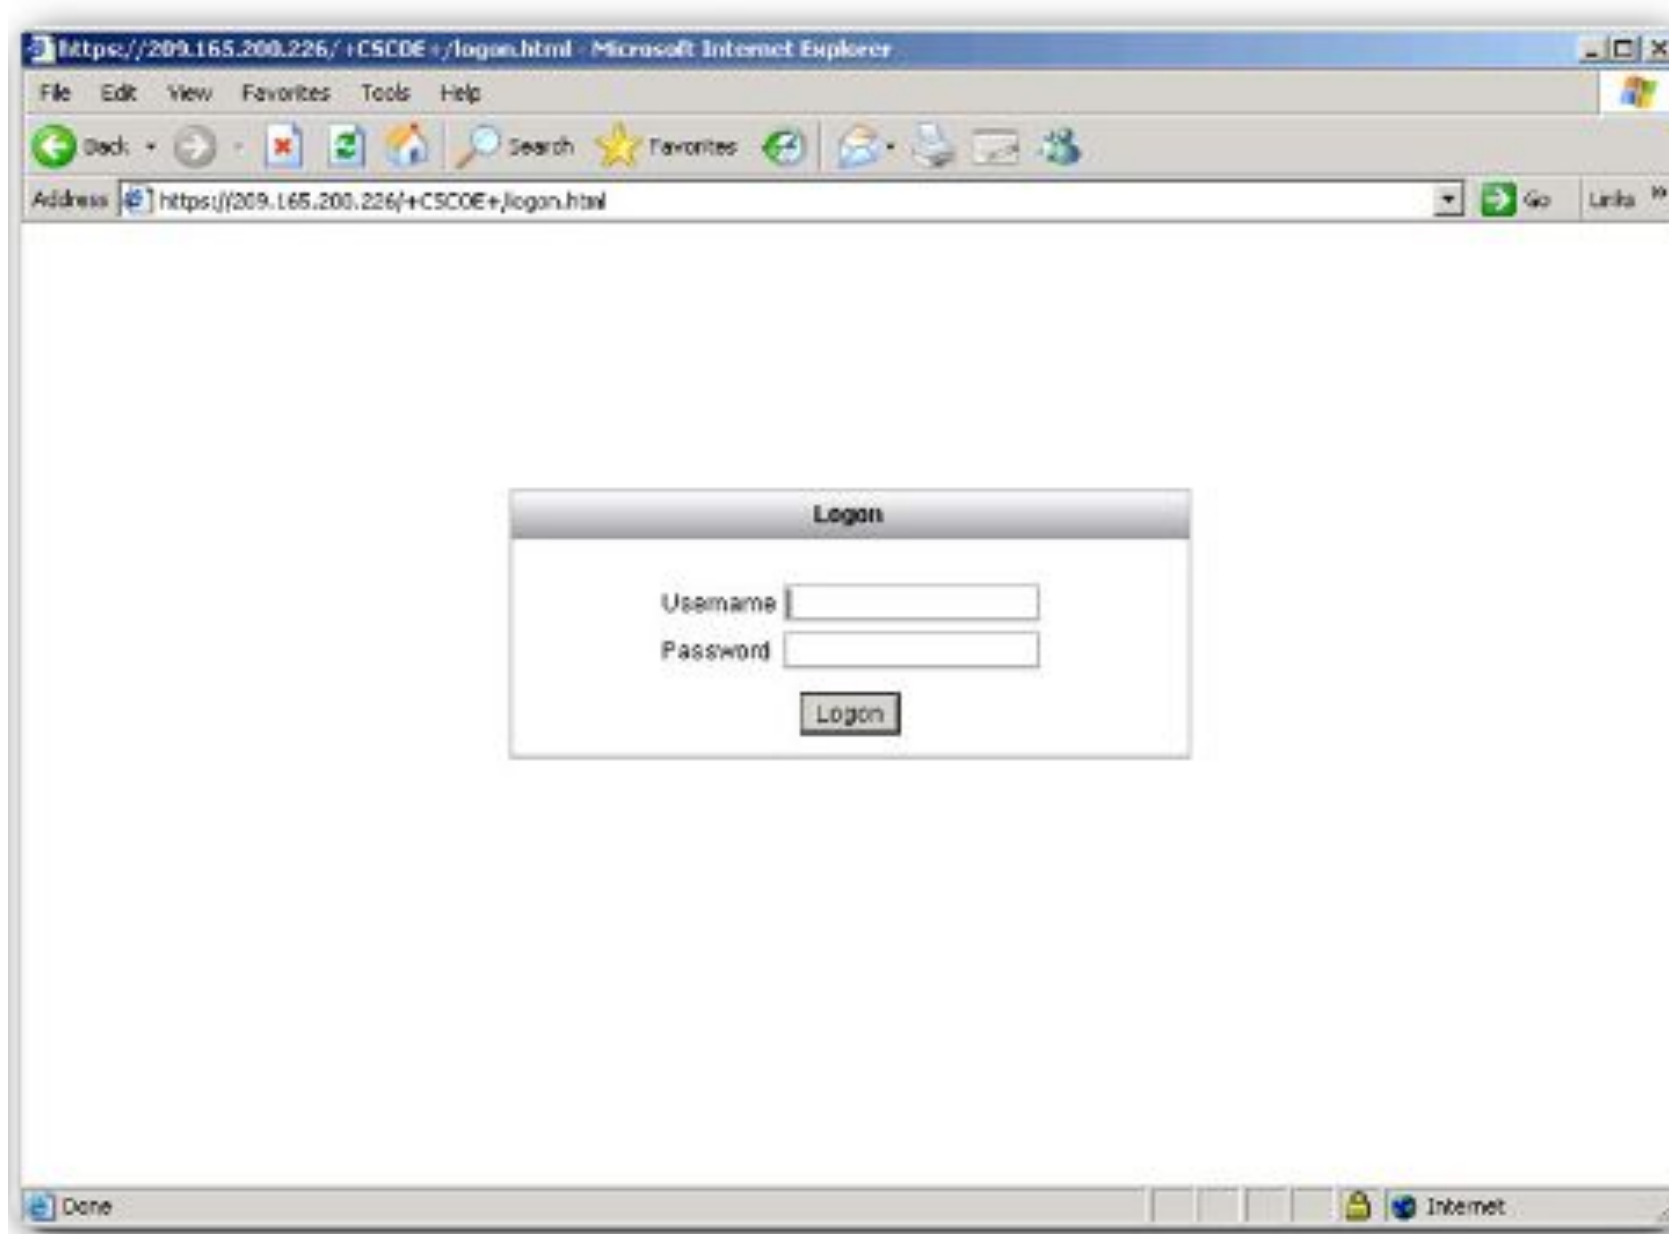 https://209.165.200.226/+CSCOE+/logon.html - Microsoft Internet Explorer
File Edit View Favorites Tools Help
Back Search Favorites
Address https://209.165.200.226/+CSCOE+/logon.html Go Links »
Logon
Username
Password
Logon
Done Internet